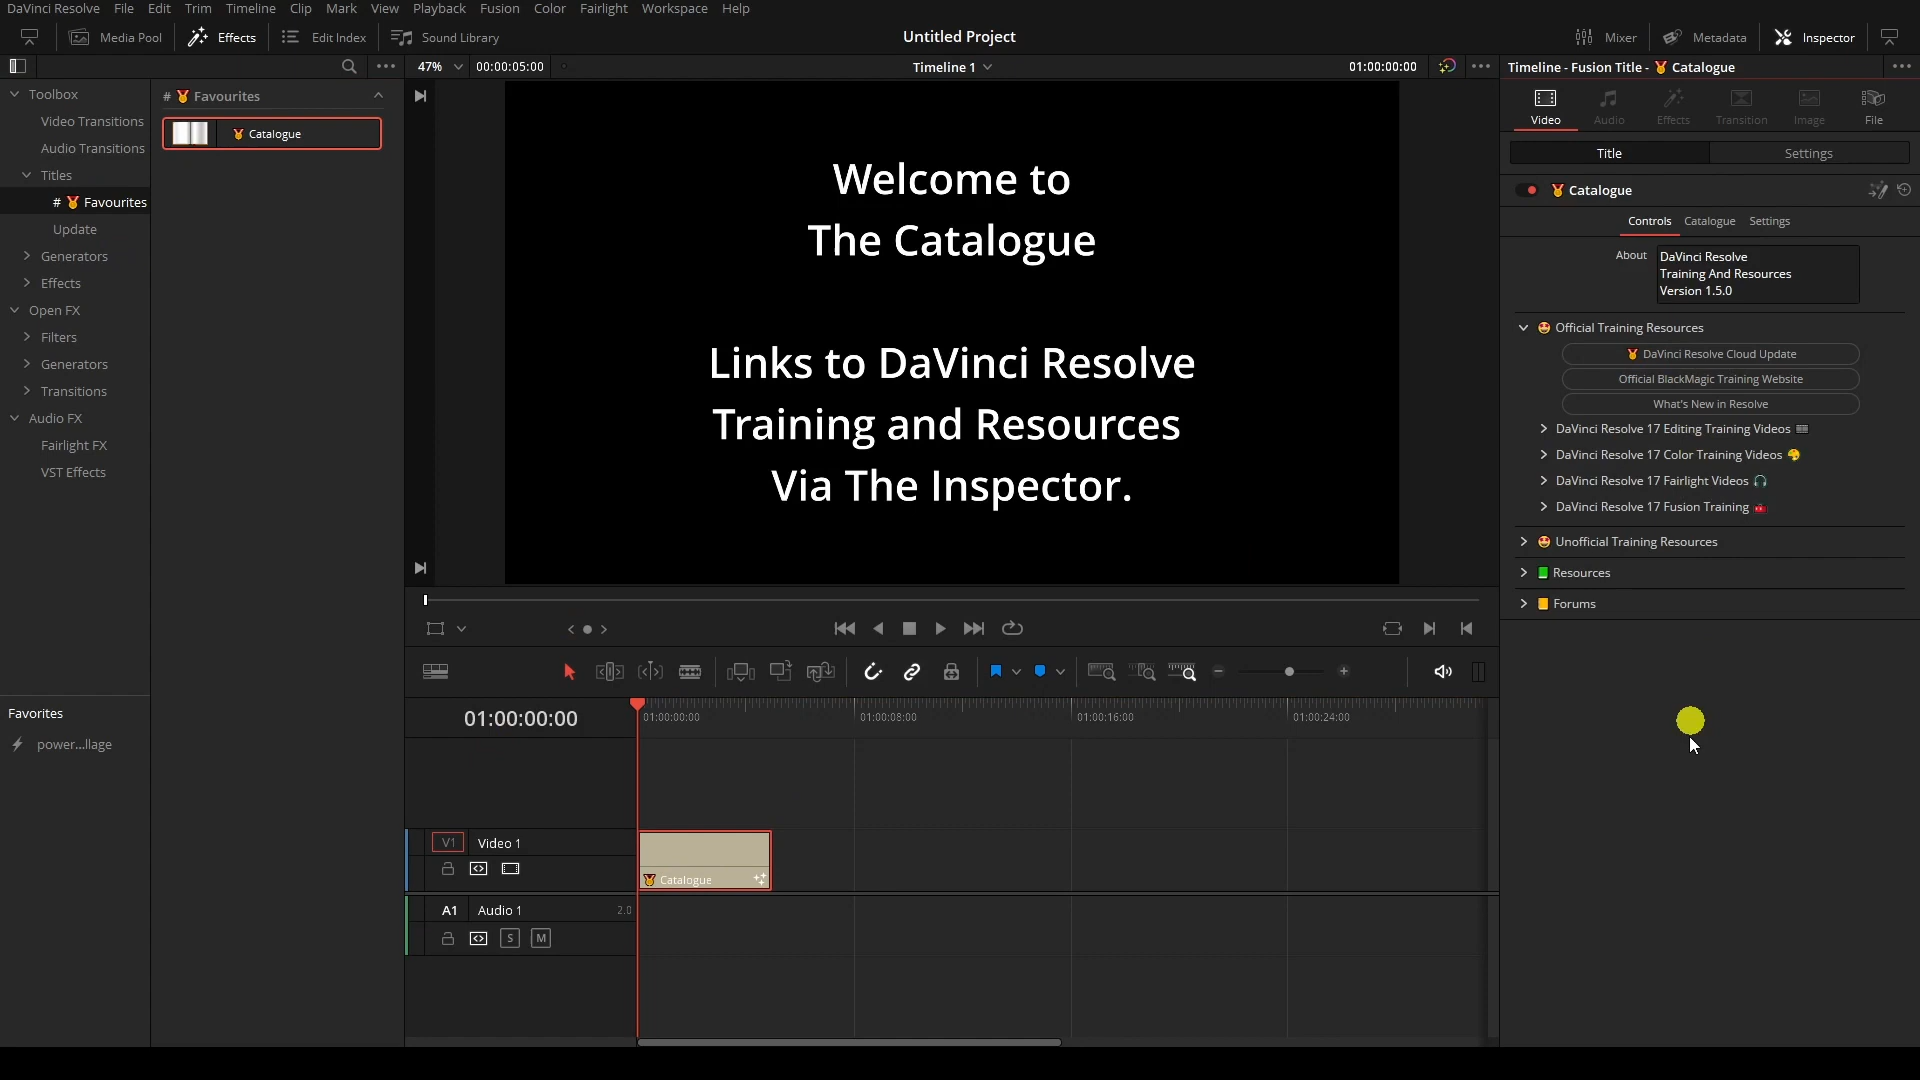 DaVinci Resolve File Edit Trim Timeline Clip Mark View Playback Fusion Color Fairlight Workspace Help
Media Pool Effects Edit Index Sound Library
Untitled Project
Mixer Metadata Inspector
47% 00:00:05:00
Timeline 1
01:00:00:00
Timeline - Fusion Title - Catalogue
Toolbox
Video Transitions
Audio Transitions
Titles
# Favourites
Update
Generators
Effects
Open FX
Filters
Generators
Transitions
Audio FX
Fairlight FX
VST Effects
Favorites
power...llage
# Favourites
Catalogue
Welcome to
The Catalogue
Links to DaVinci Resolve
Training and Resources
Via The Inspector.
Video Audio Effects Transition Image File
Title Settings
Catalogue
Controls Catalogue Settings
About
DaVinci Resolve
Training And Resources
Version 1.5.0
Official Training Resources
DaVinci Resolve Cloud Update
Official BlackMagic Training Website
What's New in Resolve
DaVinci Resolve 17 Editing Training Videos
DaVinci Resolve 17 Color Training Videos
DaVinci Resolve 17 Fairlight Videos
DaVinci Resolve 17 Fusion Training
Unofficial Training Resources
Resources
Forums
01:00:00:00
01:00:00:00 01:00:08:00 01:00:16:00 01:00:24:00
V1 Video 1
Catalogue
A1 Audio 1 2.0
S M